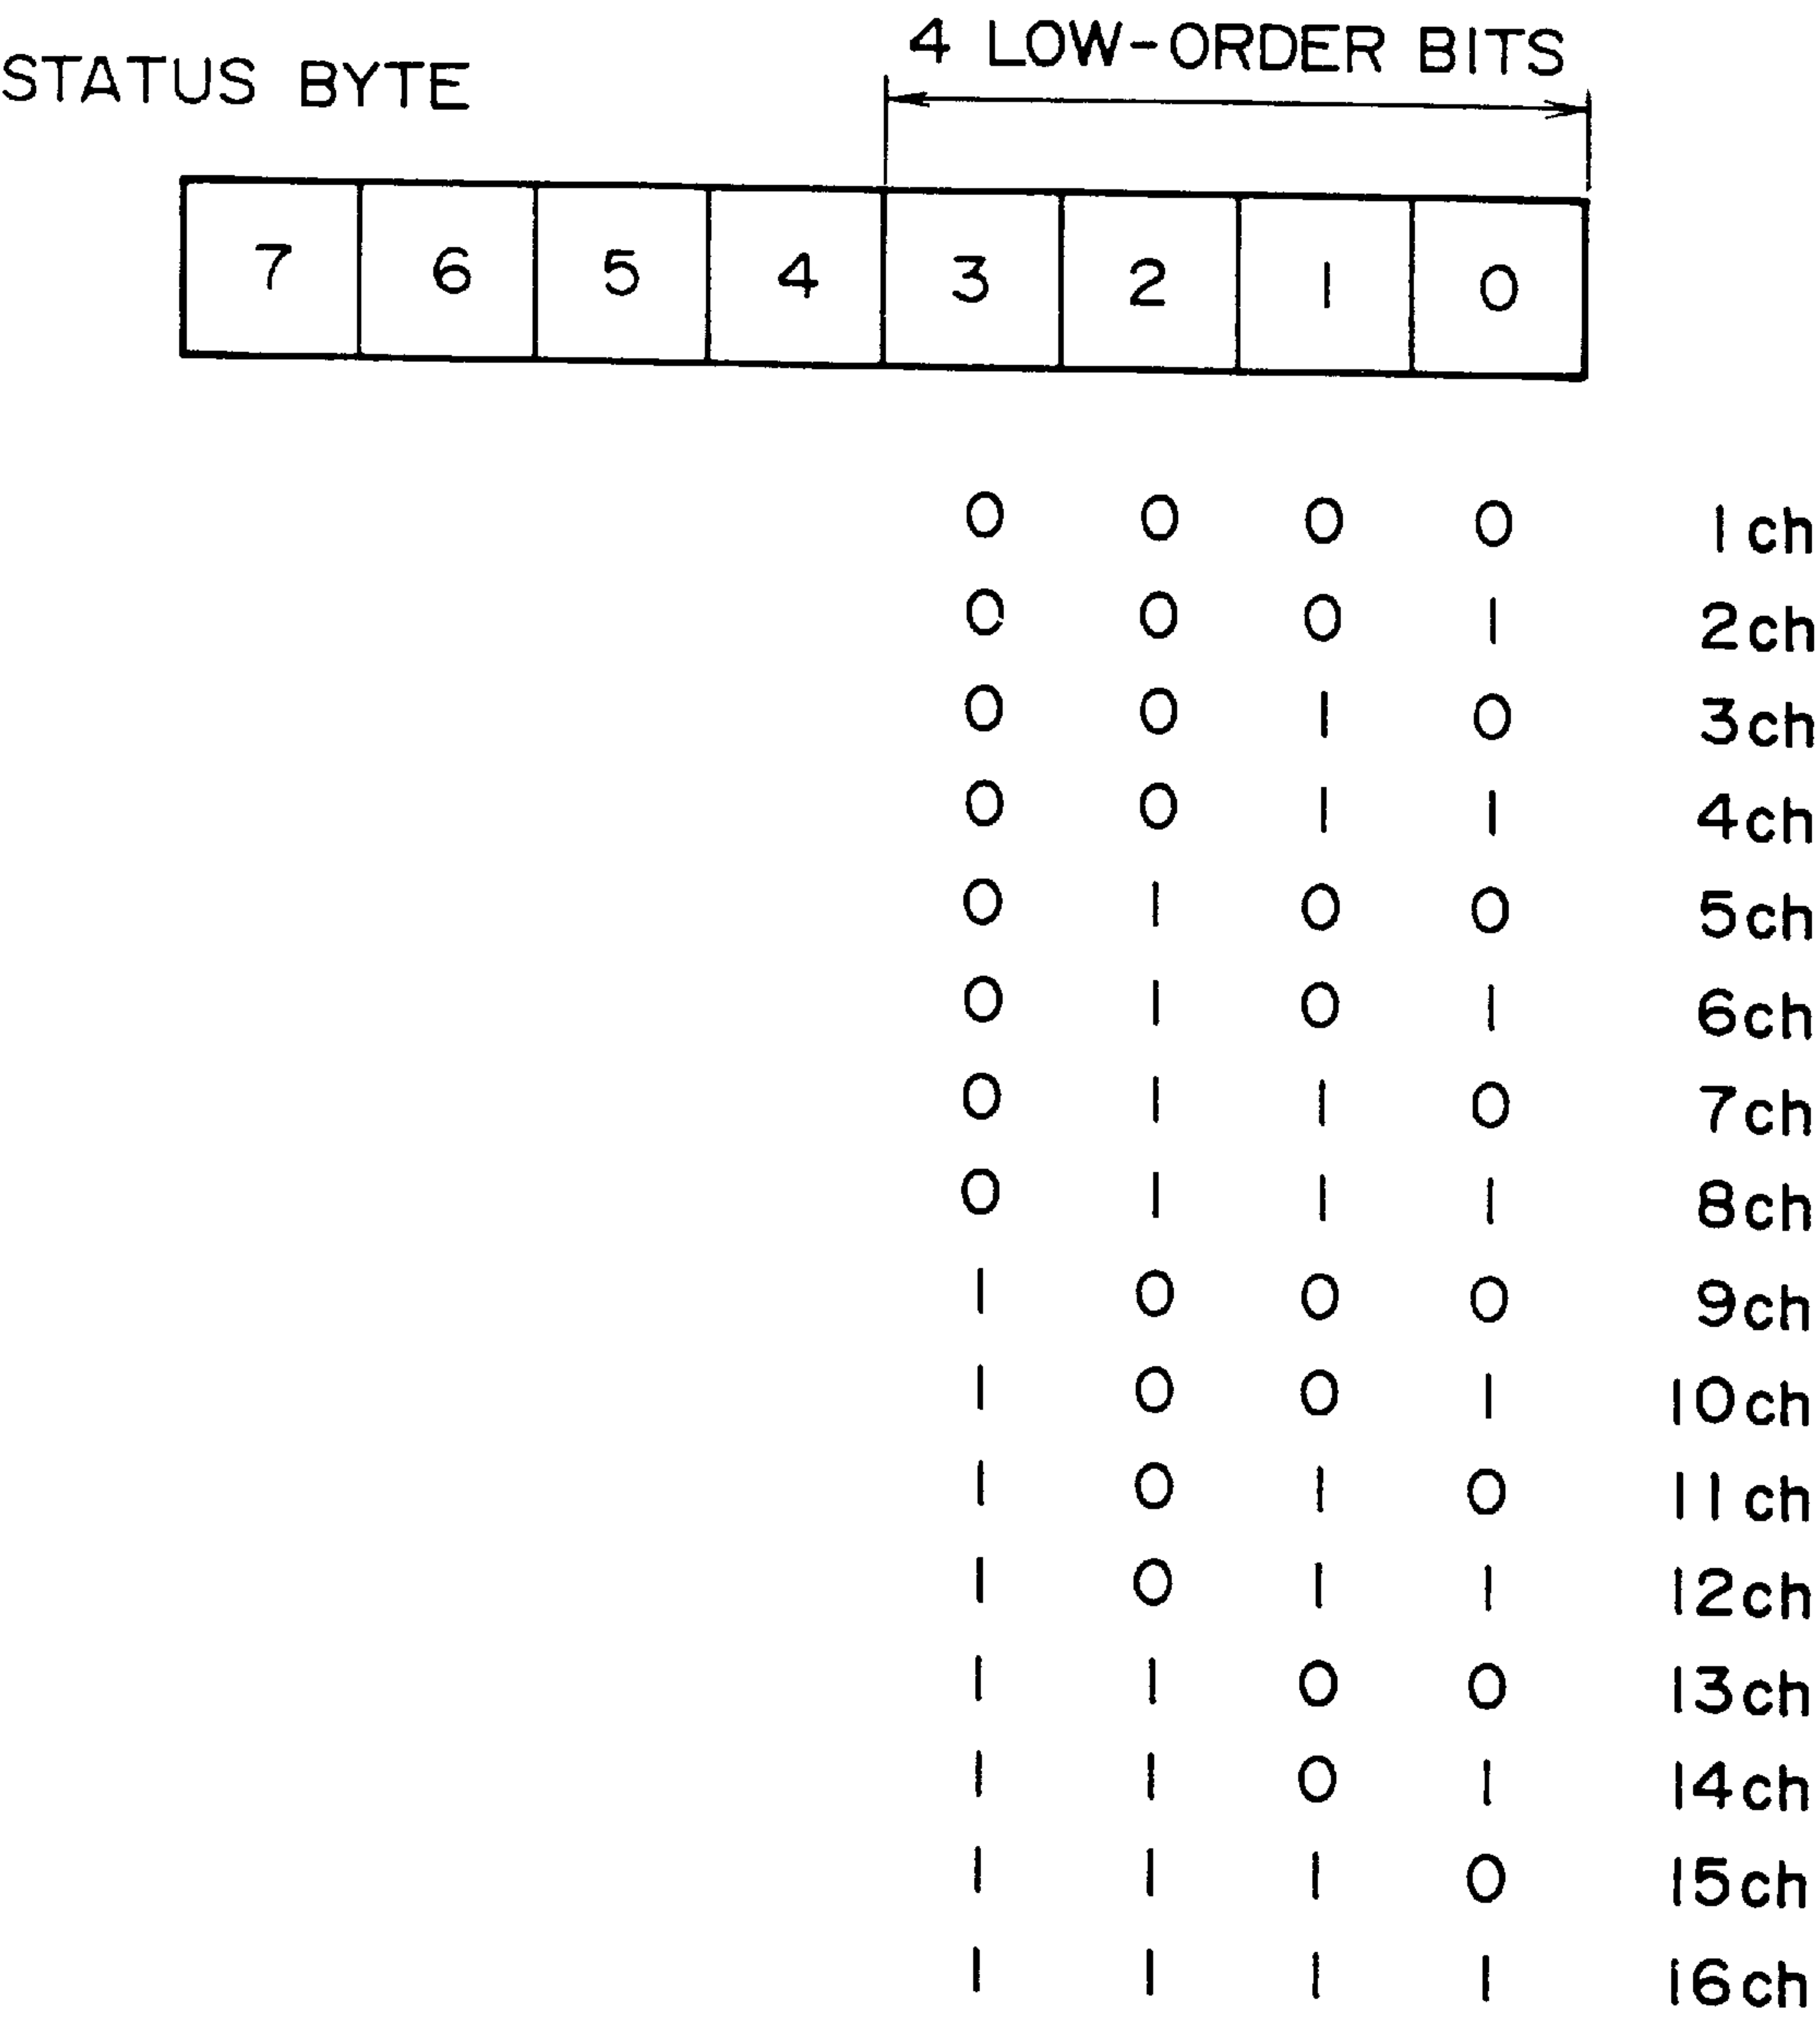 4 LOW-ORDER BITS
STATUS BYTE
7 6 5 4 3 2 1 0
0 0 0 0 1ch
0 0 0 1 2ch
0 0 1 0 3ch
0 0 1 1 4ch
0 1 0 0 5ch
0 1 0 1 6ch
0 1 1 0 7ch
0 1 1 1 8ch
1 0 0 0 9ch
1 0 0 1 10ch
1 0 1 0 11ch
1 0 1 1 12ch
1 1 0 0 13ch
1 1 0 1 14ch
1 1 1 0 15ch
1 1 1 1 16ch